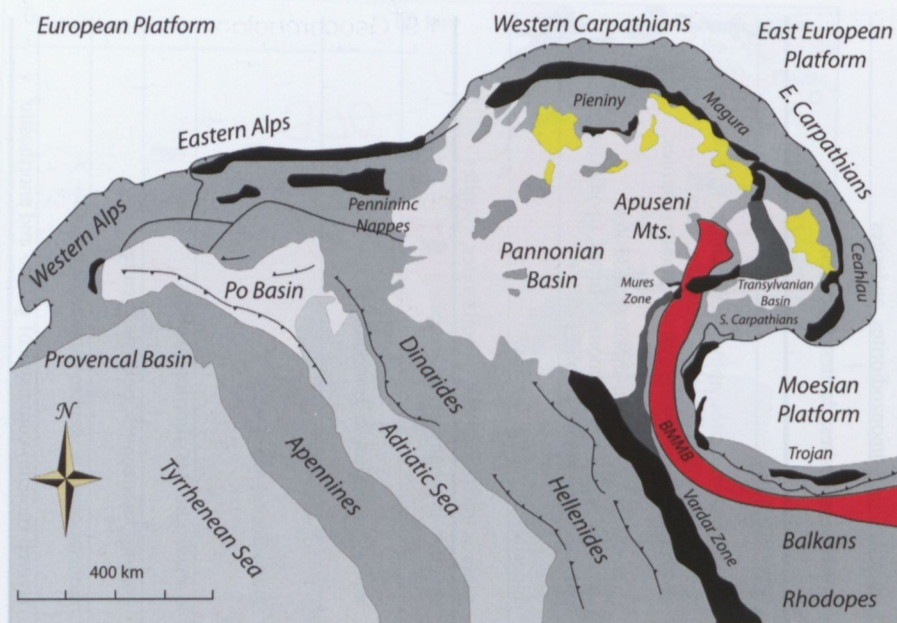 European Platform
Western Carpathians
East European
Platform
E. Carpathians
Pieniny
Magura
Eastern Alps
Pennininc
Nappes
Apuseni
Mts.
Western Alps
Pannonian
Basin
Ceahlau
Po Basin
Mures
Zone
Transylvanian
Basin
S. Carpathians
Provencal Basin
Dinarides
Moesian
Platform
N
BMMB
Trojan
Tyrrhenean Sea
Apennines
Adriatic Sea
Hellenides
Vardar Zone
Balkans
400 km
Rhodopes